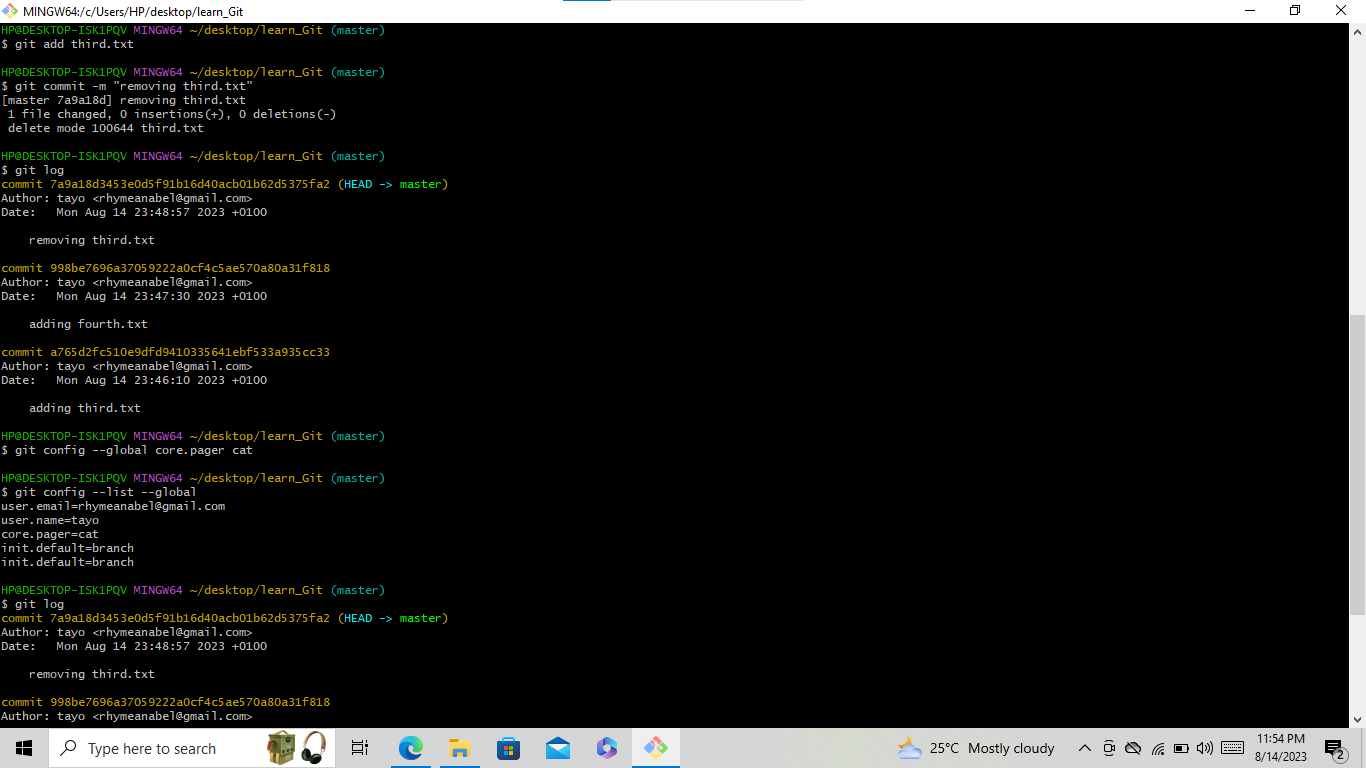 MINGW64:/c/Users/HP/desktop/learn_Git
HP@DESKTOP-ISK1PQV MINGW64 ~/desktop/learn_Git (master)
$ git add third.txt
HP@DESKTOP-ISK1PQV MINGW64 ~/desktop/learn_Git (master)
$ git commit -m "removing third.txt"
[master 7a9a18d] removing third.txt
 1 file changed, 0 insertions(+), 0 deletions(-)
 delete mode 100644 third.txt
HP@DESKTOP-ISK1PQV MINGW64 ~/desktop/learn_Git (master)
$ git log
commit 7a9a18d3453e0d5f91b16d40acb01b62d5375fa2 (HEAD -> master)
Author: tayo <rhymeanabel@gmail.com>
Date:   Mon Aug 14 23:48:57 2023 +0100
    removing third.txt
commit 998be7696a37059222a0cf4c5ae570a80a31f818
Author: tayo <rhymeanabel@gmail.com>
Date:   Mon Aug 14 23:47:30 2023 +0100
    adding fourth.txt
commit a765d2fc510e9dfd9410335641ebf533a935cc33
Author: tayo <rhymeanabel@gmail.com>
Date:   Mon Aug 14 23:46:10 2023 +0100
    adding third.txt
HP@DESKTOP-ISK1PQV MINGW64 ~/desktop/learn_Git (master)
$ git config --global core.pager cat
HP@DESKTOP-ISK1PQV MINGW64 ~/desktop/learn_Git (master)
$ git config --list --global
user.email=rhymeanabel@gmail.com
user.name=tayo
core.pager=cat
init.default=branch
init.default=branch
HP@DESKTOP-ISK1PQV MINGW64 ~/desktop/learn_Git (master)
$ git log
commit 7a9a18d3453e0d5f91b16d40acb01b62d5375fa2 (HEAD -> master)
Author: tayo <rhymeanabel@gmail.com>
Date:   Mon Aug 14 23:48:57 2023 +0100
    removing third.txt
commit 998be7696a37059222a0cf4c5ae570a80a31f818
Author: tayo <rhymeanabel@gmail.com>
Type here to search
25°C Mostly cloudy
11:54 PM
8/14/2023
2